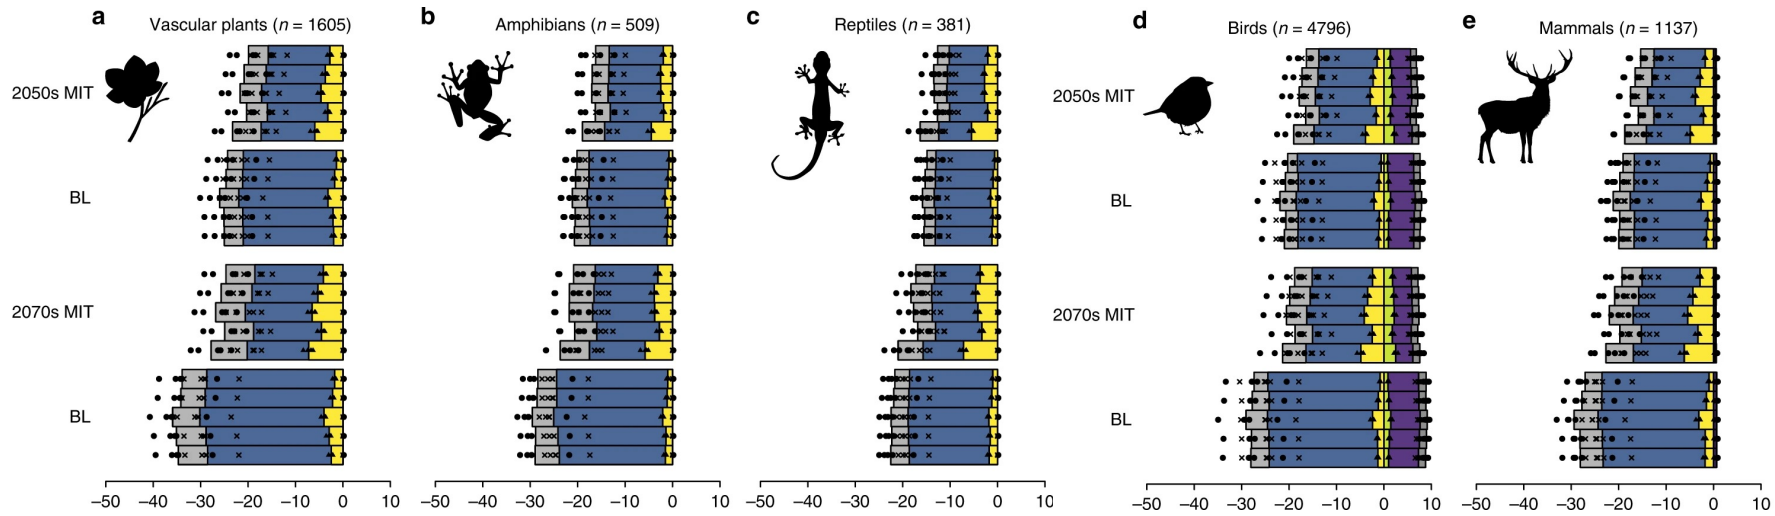 a Vascular plants (n = 1605)
b Amphibians (n = 509)
c Reptiles (n = 381)
d Birds (n = 4796)
e Mammals (n = 1137)
2050s MIT
BL
2070s MIT
BL
2050s MIT
BL
2070s MIT
BL
−50 −40 −30 −20 −10 0 10
−50 −40 −30 −20 −10 0 10
−50 −40 −30 −20 −10 0 10
−50 −40 −30 −20 −10 0 10
−50 −40 −30 −20 −10 0 10